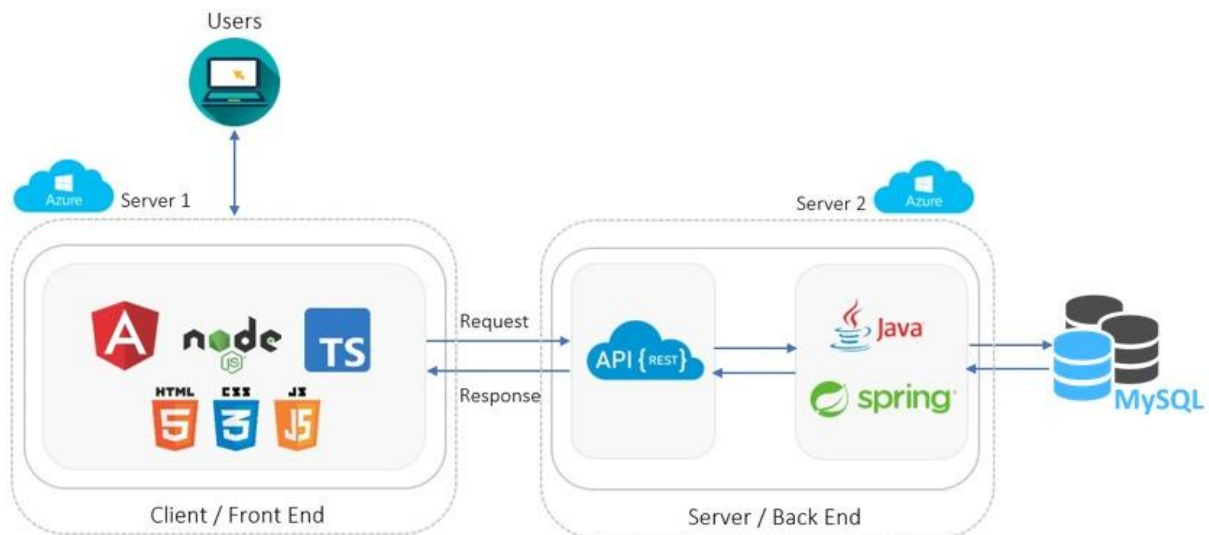 Users
Azure
Server 1
Server 2
Azure
A
node
JS
TS
HTML
5
CSS
3
JS
JS
Request
Response
API {REST}
Java
spring
MySQL
Client / Front End
Server / Back End